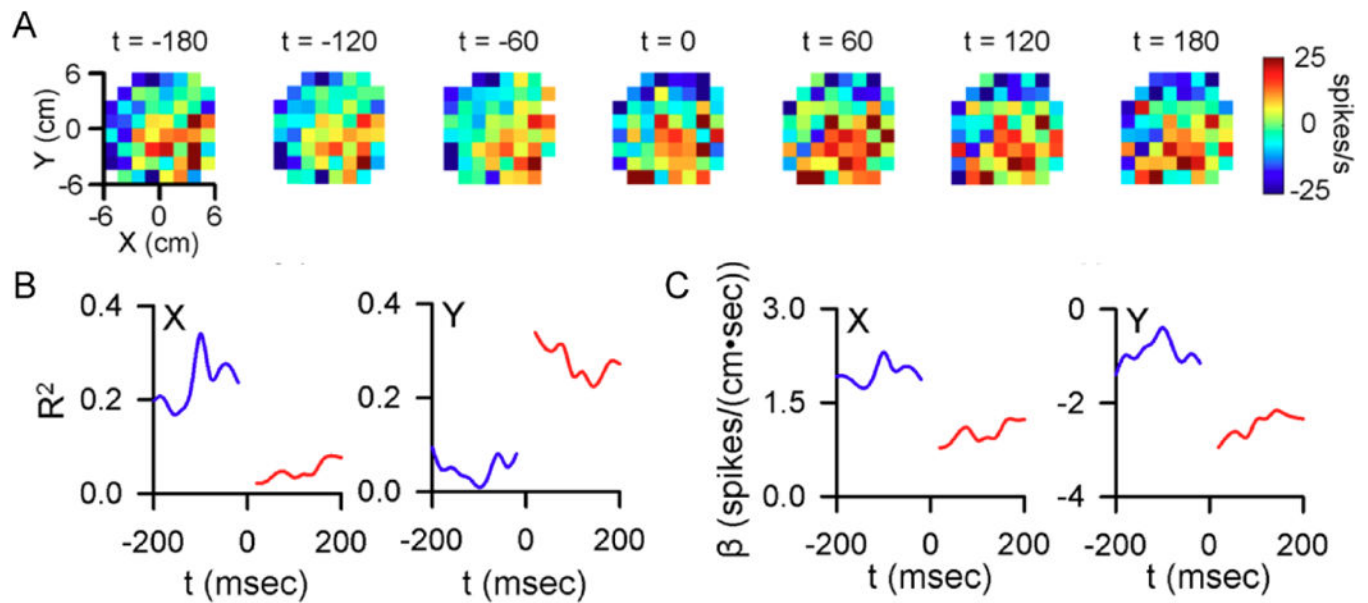 A
t = -180 t = -120 t = -60 t = 0 t = 60 t = 120 t = 180
6
0
-6
Y (cm)
-6 0 6
X (cm)
25
0
-25
spikes/s
B
0.4
0.2
0.0
R²
X
-200 0 200
t (msec)
0.4
0.2
0.0
Y
-200 0 200
t (msec)
C
β (spikes/(cm•sec))
3.0
1.5
0.0
X
-200 0 200
t (msec)
0
-2
-4
Y
-200 0 200
t (msec)